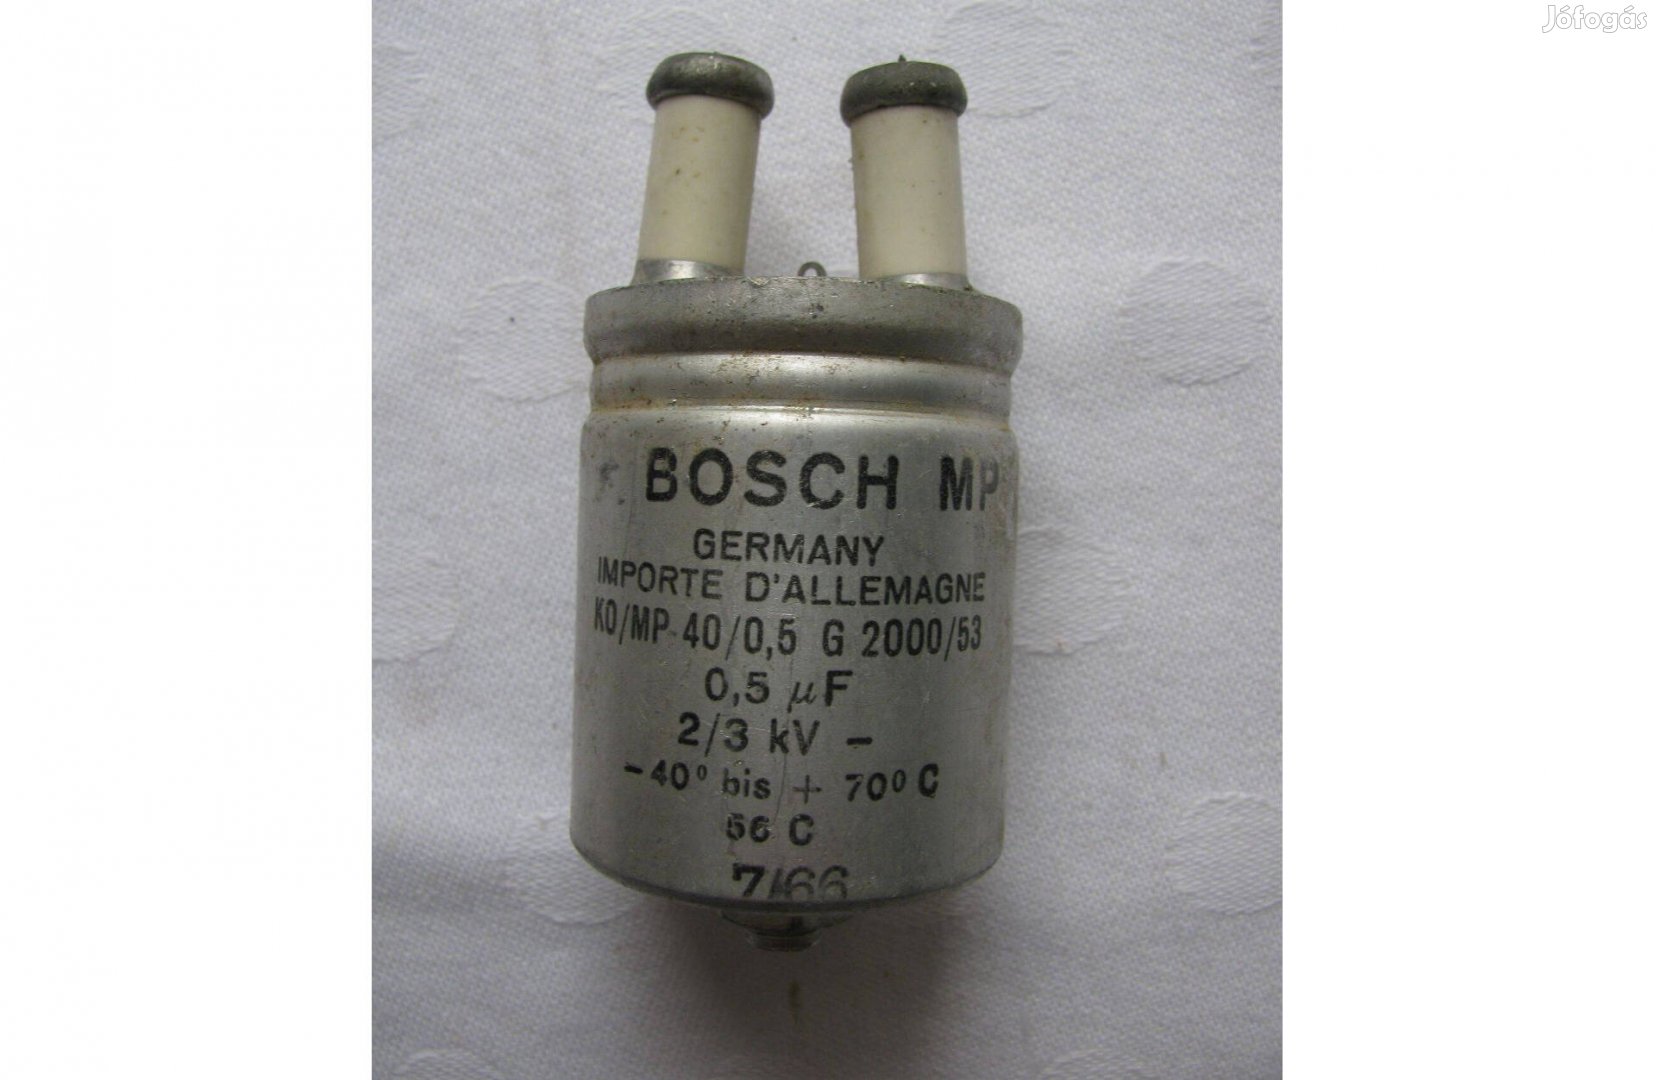 Jófogás
BOSCH MP
GERMANY
IMPORTE D'ALLEMAGNE
KO/MP 40/0,5 G 2000/53
0,5 µF
2/3 kV –
-40° bis + 70° C
56 C
7/66